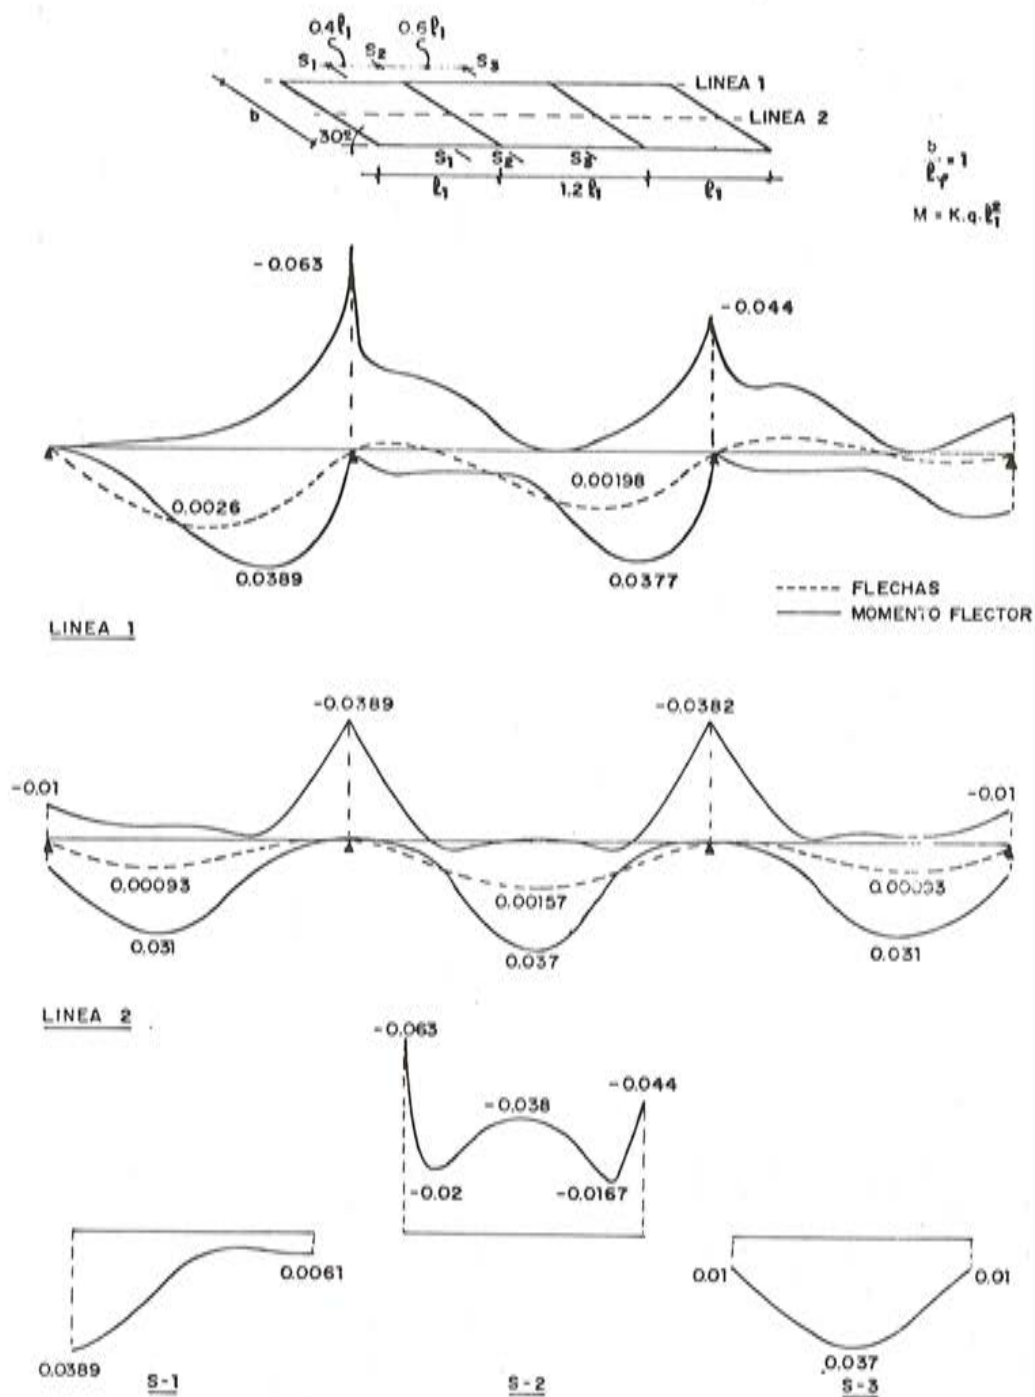 0.4ℓ₁ 0.6ℓ₁
S₁ S₂ S₃
LINEA 1
LINEA 2
b
30º
S₁ S₂ S₃
ℓ₁ 1.2 ℓ₁ ℓ₁
M = K.q.ℓ₁²
-0.063
-0.044
0.0026
0.00198
0.0389
0.0377
FLECHAS
MOMENTO FLECTOR
LINEA 1
-0.0389
-0.0382
-0.01
-0.01
0.00093
0.00157
0.031
0.037
0.031
LINEA 2
-0.063
-0.044
-0.038
-0.02
-0.0167
0.0061
0.01
0.01
0.0389
0.037
S-1
S-2
S-3